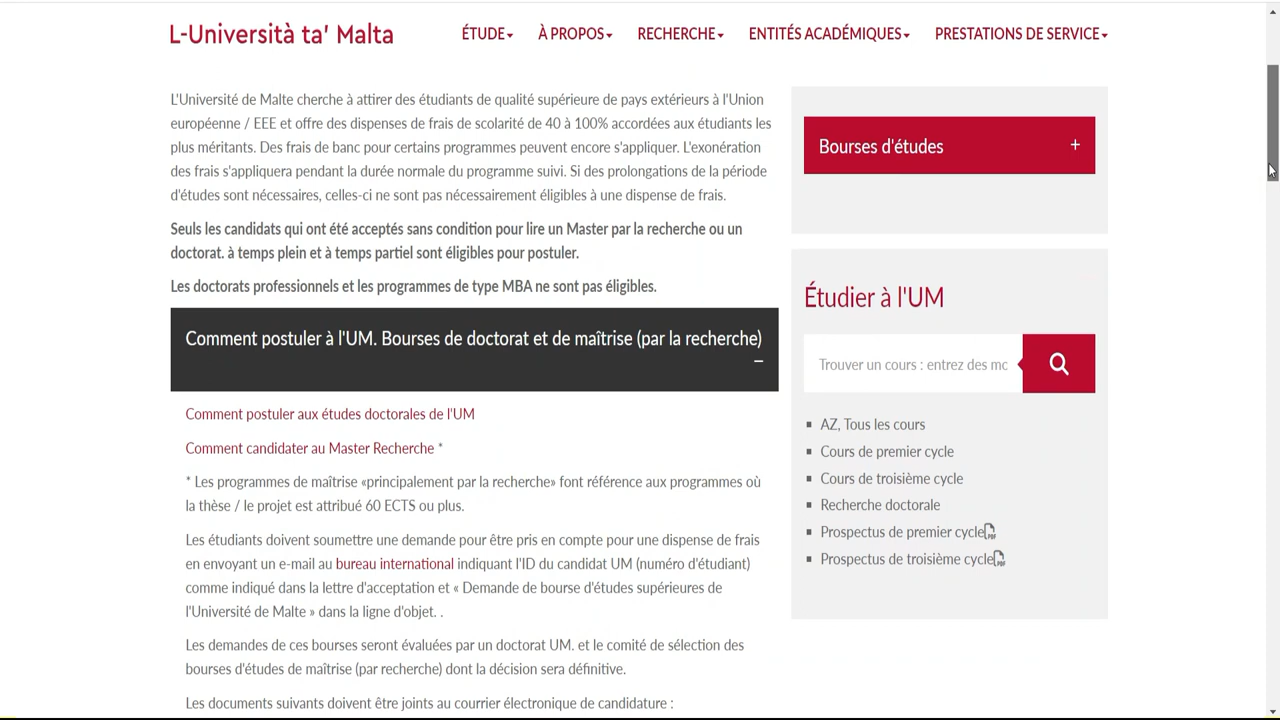 L-Università ta' Malta
ÉTUDE
À PROPOS
RECHERCHE
ENTITÉS ACADÉMIQUES
PRESTATIONS DE SERVICE
L'Université de Malte cherche à attirer des étudiants de qualité supérieure de pays extérieurs à l'Union
européenne / EEE et offre des dispenses de frais de scolarité de 40 à 100% accordées aux étudiants les
plus méritants. Des frais de banc pour certains programmes peuvent encore s'appliquer. L'exonération
des frais s'appliquera pendant la durée normale du programme suivi. Si des prolongations de la période
d'études sont nécessaires, celles-ci ne sont pas nécessairement éligibles à une dispense de frais.
Seuls les candidats qui ont été acceptés sans condition pour lire un Master par la recherche ou un
doctorat. à temps plein et à temps partiel sont éligibles pour postuler.
Les doctorats professionnels et les programmes de type MBA ne sont pas éligibles.
Comment postuler à l'UM. Bourses de doctorat et de maîtrise (par la recherche)
–
Comment postuler aux études doctorales de l'UM
Comment candidater au Master Recherche *
* Les programmes de maîtrise «principalement par la recherche» font référence aux programmes où
la thèse / le projet est attribué 60 ECTS ou plus.
Les étudiants doivent soumettre une demande pour être pris en compte pour une dispense de frais
en envoyant un e-mail au bureau international indiquant l'ID du candidat UM (numéro d'étudiant)
comme indiqué dans la lettre d'acceptation et « Demande de bourse d'études supérieures de
l'Université de Malte » dans la ligne d'objet. .
Les demandes de ces bourses seront évaluées par un doctorat UM. et le comité de sélection des
bourses d'études de maîtrise (par recherche) dont la décision sera définitive.
Les documents suivants doivent être joints au courrier électronique de candidature :
Bourses d'études +
Étudier à l'UM
Trouver un cours : entrez des mc
AZ, Tous les cours
Cours de premier cycle
Cours de troisième cycle
Recherche doctorale
Prospectus de premier cycle
Prospectus de troisième cycle